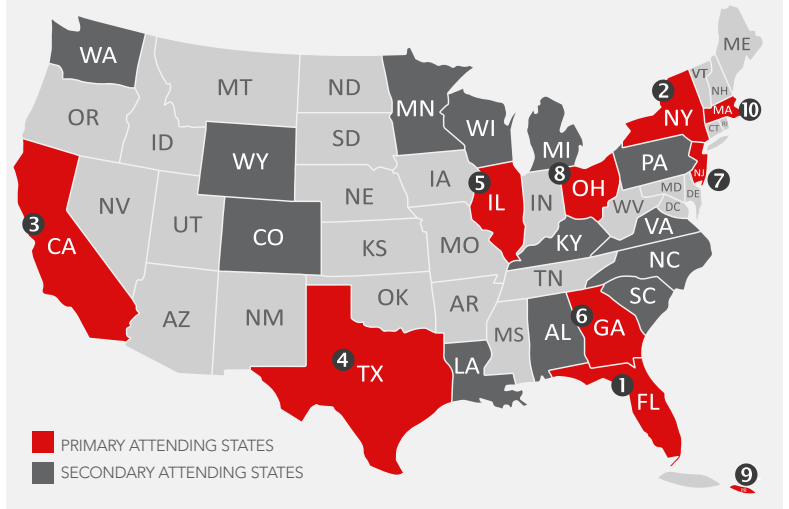 WA
MT
ND
MN
ME
VT
NH
2
NY
MA
10
OR
ID
SD
WI
MI
CT
RI
WY
PA
NJ
7
3
CA
NV
UT
CO
NE
IA
5
IL
IN
8
OH
WV
MD
DE
DC
VA
KS
MO
KY
NC
TN
SC
AZ
NM
OK
AR
MS
AL
6
GA
4
TX
LA
1
FL
PRIMARY ATTENDING STATES
SECONDARY ATTENDING STATES
9